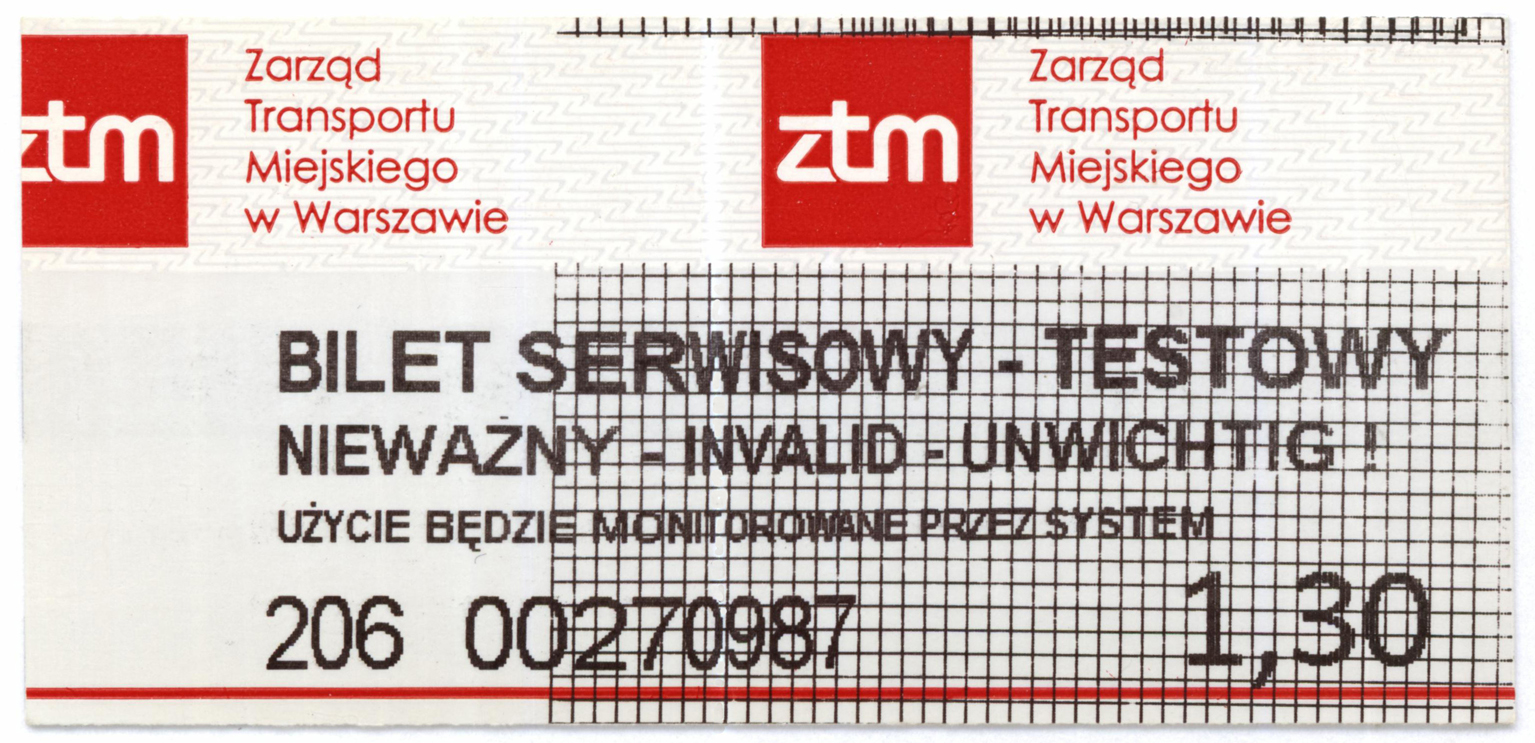 ztm
Zarząd
Transportu
Miejskiego
w Warszawie
ztm
Zarząd
Transportu
Miejskiego
w Warszawie
BILET SERWISOWY - TESTOWY
NIEWAŻNY - INVALID - UNWICHTIG !
UŻYCIE BĘDZIE MONITOROWANE PRZEZ SYSTEM
206 00270987 1,30